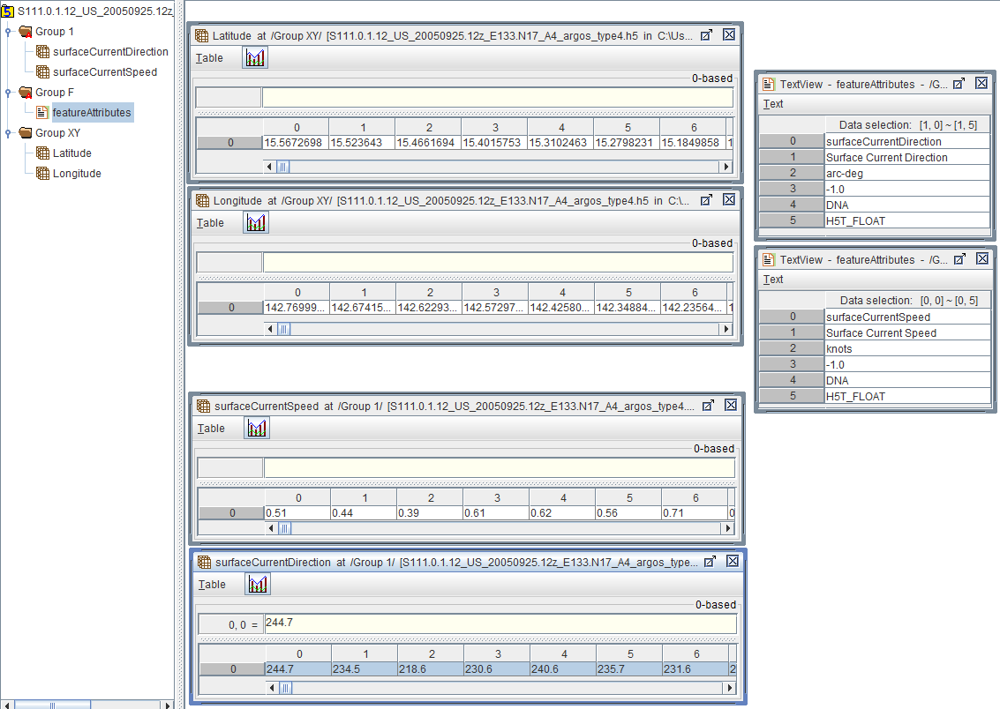 S111.0.1.12_US_20050925.12z_
Group 1
surfaceCurrentDirection
surfaceCurrentSpeed
Group F
featureAttributes
Group XY
Latitude
Longitude
Latitude at /Group XY/ [S111.0.1.12_US_20050925.12z_E133.N17_A4_argos_type4.h5 in C:\Us...
Table
0-based
0 1 2 3 4 5 6
0 15.5672698 15.523643 15.4661694 15.4015753 15.3102463 15.2798231 15.1849858 1
Longitude at /Group XY/ [S111.0.1.12_US_20050925.12z_E133.N17_A4_argos_type4.h5 in C:\...
Table
0-based
0 1 2 3 4 5 6
0 142.76999... 142.67415... 142.62293... 142.57297... 142.42580... 142.34884... 142.23564... 1
surfaceCurrentSpeed at /Group 1/ [S111.0.1.12_US_20050925.12z_E133.N17_A4_argos_type4....
Table
0-based
0 1 2 3 4 5 6
0 0.51 0.44 0.39 0.61 0.62 0.56 0.71 0
surfaceCurrentDirection at /Group 1/ [S111.0.1.12_US_20050925.12z_E133.N17_A4_argos_type...
Table
0-based
0, 0 = 244.7
0 1 2 3 4 5 6
0 244.7 234.5 218.6 230.6 240.6 235.7 231.6 2
TextView - featureAttributes - /G...
Text
Data selection: [1, 0] ~ [1, 5]
0 surfaceCurrentDirection
1 Surface Current Direction
2 arc-deg
3 -1.0
4 DNA
5 H5T_FLOAT
TextView - featureAttributes - /G...
Text
Data selection: [0, 0] ~ [0, 5]
0 surfaceCurrentSpeed
1 Surface Current Speed
2 knots
3 -1.0
4 DNA
5 H5T_FLOAT